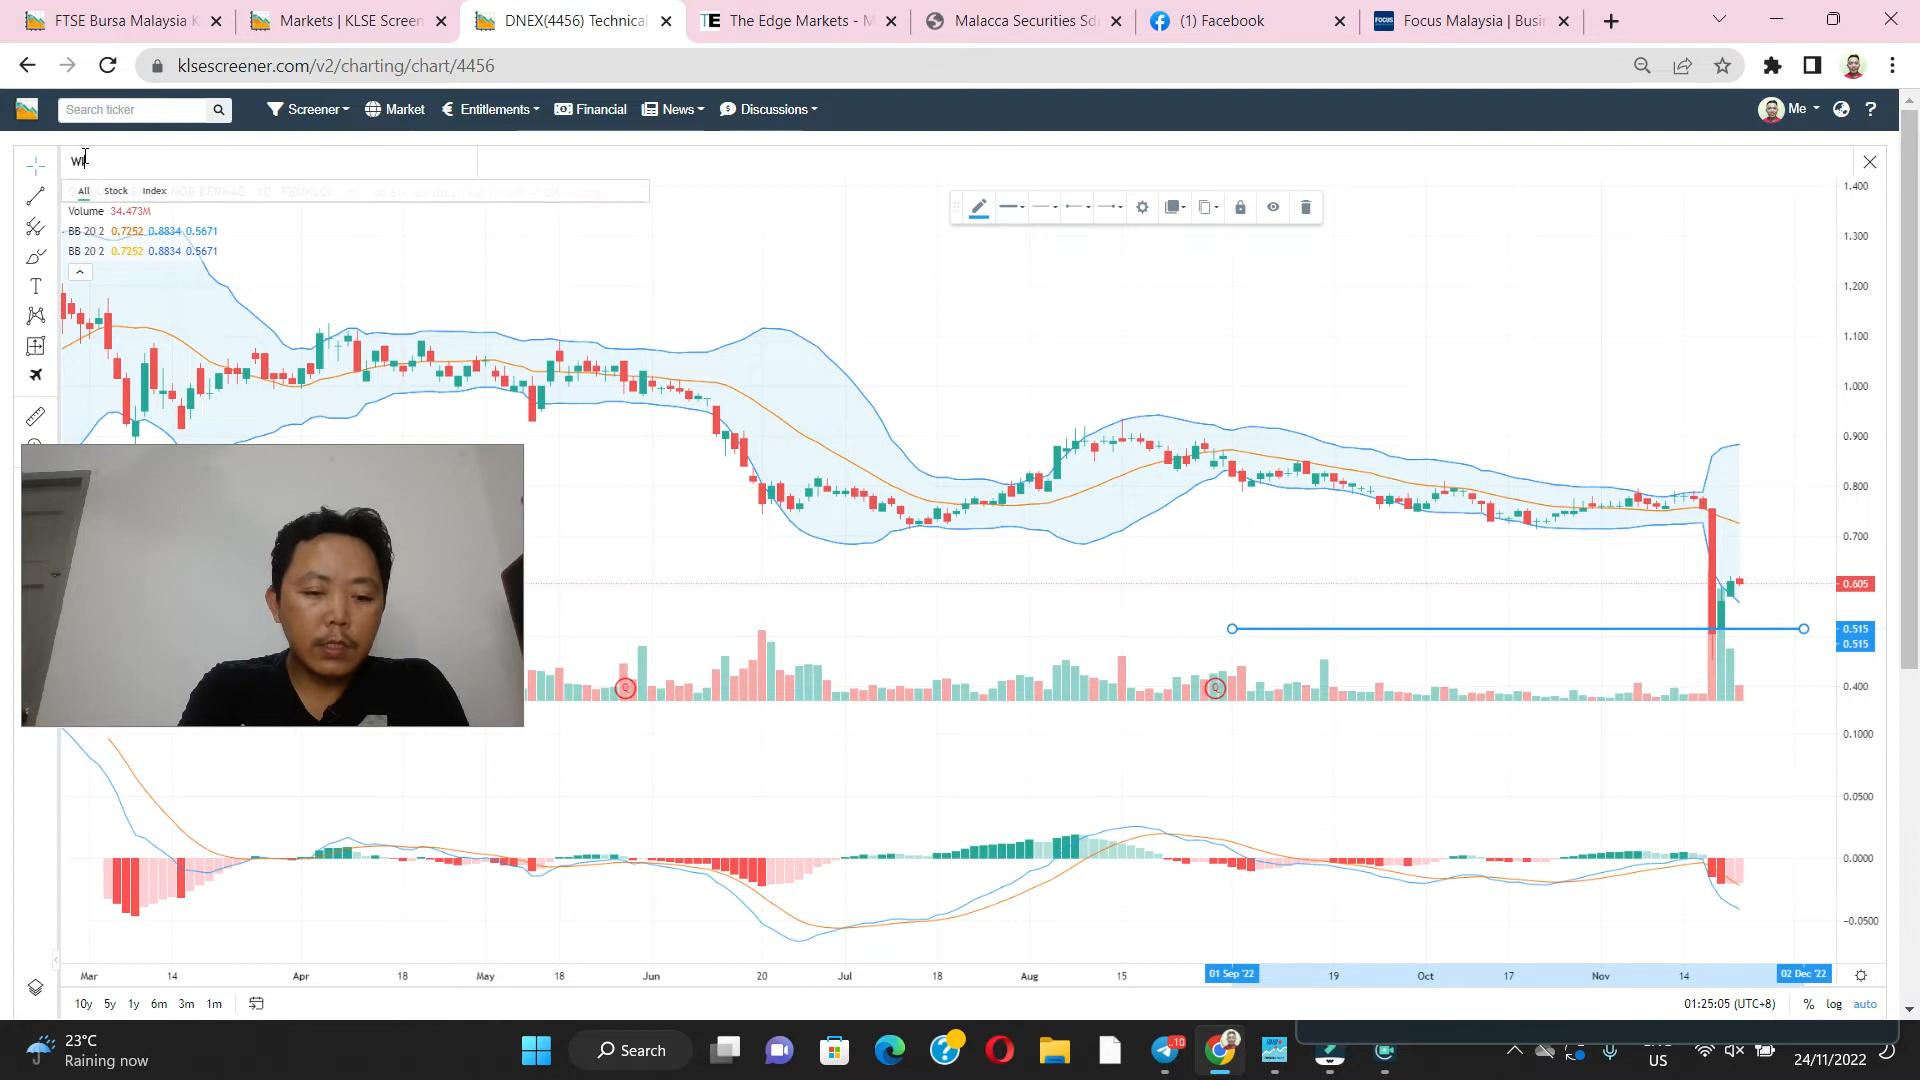 FTSE Bursa Malaysia K
Markets | KLSE Screen
DNEX(4456) Technical
The Edge Markets - M
Malacca Securities Sd
(1) Facebook
Focus Malaysia | Busi
klsescreener.com/v2/charting/chart/4456
Search ticker
Screener
Market
Entitlements
Financial
News
Discussions
Me
All Stock Index
Volume 34.473M
BB 20 2 0.7252 0.8834 0.5671
BB 20 2 0.7252 0.8834 0.5671
1.400
1.300
1.200
1.100
1.0000
0.900
0.800
0.700
0.605
0.515
0.515
0.400
0.1000
0.0500
0.0000
-0.0500
Q
Q
Mar 14 Apr 18 May 18 Jun 20 Jul 18 Aug 15 01 Sep '22 19 Oct 17 Nov 14 02 Dec '22
10y 5y 1y 6m 3m 1m
01:25:05 (UTC+8) % log auto
23°C
Raining now
Search
10
US
24/11/2022